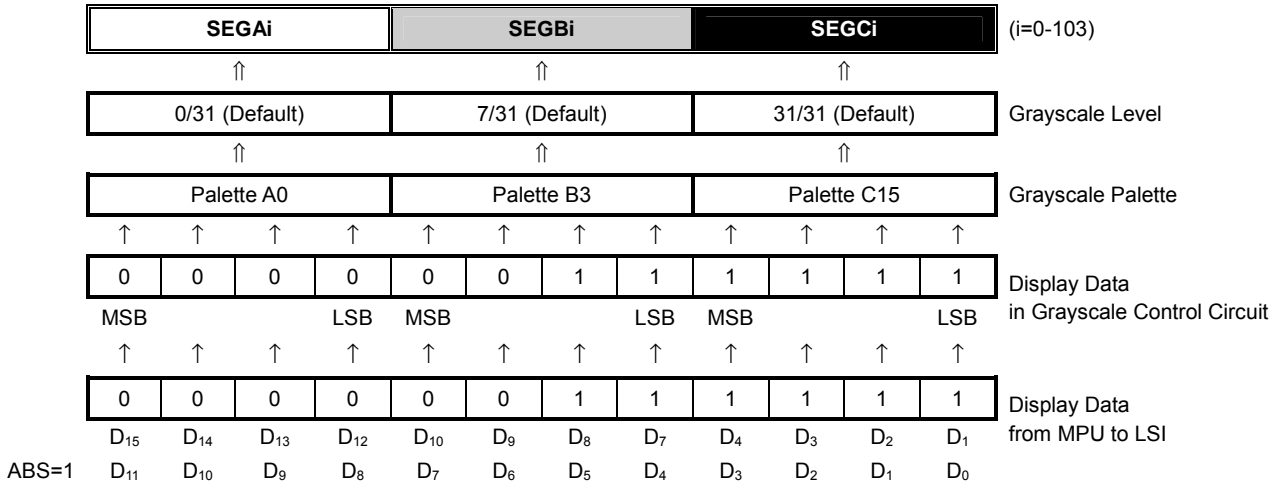 SEGAi SEGBi SEGCi (i=0-103)
⇑ ⇑ ⇑
0/31 (Default) 7/31 (Default) 31/31 (Default) Grayscale Level
⇑ ⇑ ⇑
Palette A0 Palette B3 Palette C15 Grayscale Palette
↑ ↑ ↑ ↑ ↑ ↑ ↑ ↑ ↑ ↑ ↑ ↑
0 0 0 0 0 0 1 1 1 1 1 1 Display Data
MSB LSB MSB LSB MSB LSB in Grayscale Control Circuit
↑ ↑ ↑ ↑ ↑ ↑ ↑ ↑ ↑ ↑ ↑ ↑
0 0 0 0 0 0 1 1 1 1 1 1 Display Data
D15 D14 D13 D12 D10 D9 D8 D7 D4 D3 D2 D1 from MPU to LSI
ABS=1 D11 D10 D9 D8 D7 D6 D5 D4 D3 D2 D1 D0